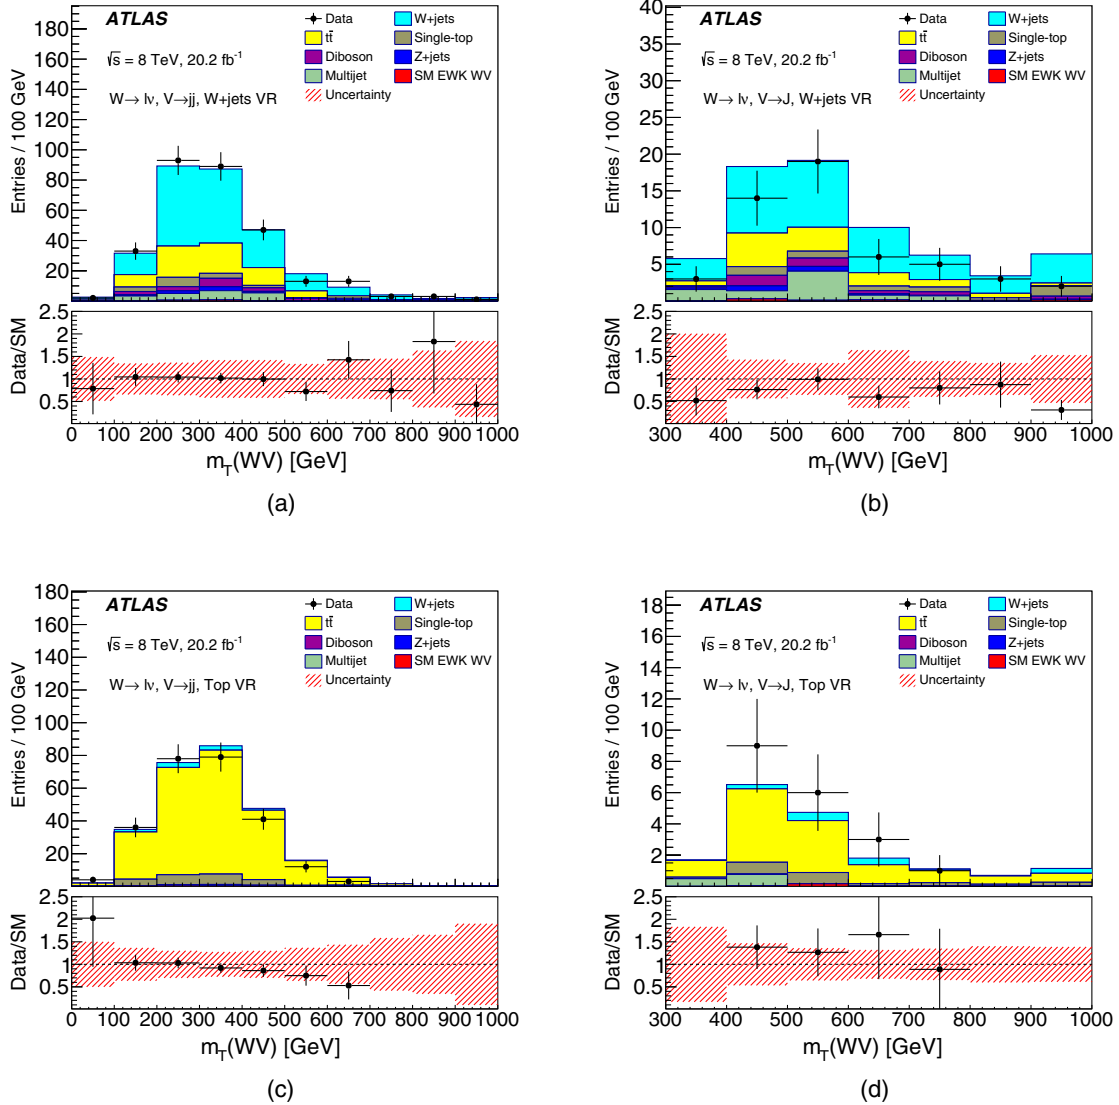 ATLAS
√s = 8 TeV, 20.2 fb⁻¹
W→ lν, V→jj, W+jets VR
Data
W+jets
tt̄
Single-top
Diboson
Z+jets
Multijet
SM EWK WV
Uncertainty
Entries / 100 GeV
180
160
140
120
100
80
60
40
20
Data/SM
2.5
2
1.5
1
0.5
0 100 200 300 400 500 600 700 800 900 1000
m_T(WV) [GeV]
(a)
ATLAS
√s = 8 TeV, 20.2 fb⁻¹
W→ lν, V→J, W+jets VR
Data
W+jets
tt̄
Single-top
Diboson
Z+jets
Multijet
SM EWK WV
Uncertainty
Entries / 100 GeV
40
35
30
25
20
15
10
5
Data/SM
2.5
2
1.5
1
0.5
300 400 500 600 700 800 900 1000
m_T(WV) [GeV]
(b)
ATLAS
√s = 8 TeV, 20.2 fb⁻¹
W→ lν, V→jj, Top VR
Data
W+jets
tt̄
Single-top
Diboson
Z+jets
Multijet
SM EWK WV
Uncertainty
Entries / 100 GeV
180
160
140
120
100
80
60
40
20
Data/SM
2.5
2
1.5
1
0.5
0 100 200 300 400 500 600 700 800 900 1000
m_T(WV) [GeV]
(c)
ATLAS
√s = 8 TeV, 20.2 fb⁻¹
W→ lν, V→J, Top VR
Data
W+jets
tt̄
Single-top
Diboson
Z+jets
Multijet
SM EWK WV
Uncertainty
Entries / 100 GeV
18
16
14
12
10
8
6
4
2
Data/SM
2.5
2
1.5
1
0.5
300 400 500 600 700 800 900 1000
m_T(WV) [GeV]
(d)